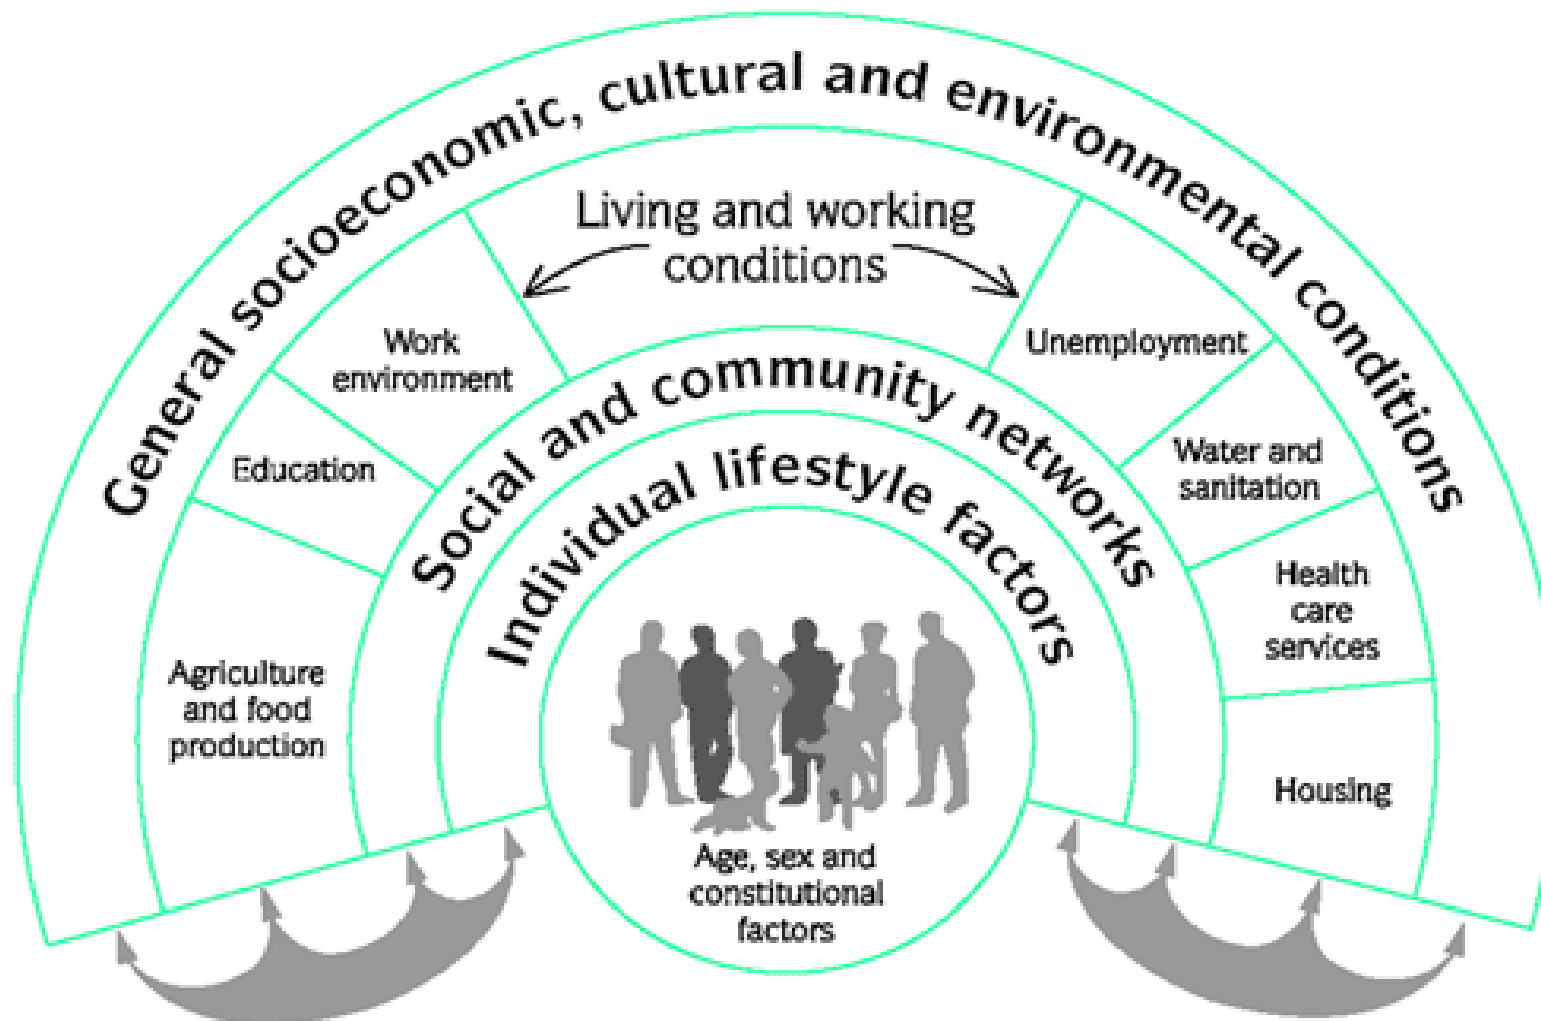 General socioeconomic, cultural and environmental conditions
Living and working
conditions
Work
environment
Unemployment
Education
Water and
sanitation
Social and community networks
Individual lifestyle factors
Health
care
services
Agriculture
and food
production
Housing
Age, sex and
constitutional
factors